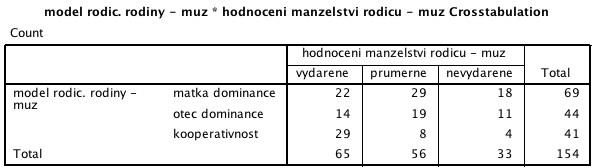 model rodic. rodiny - muz * hodnoceni manzelstvi rodicu - muz Crosstabulation
Count
hodnoceni manzelstvi rodicu - muz
vydarene prumerne nevydarene Total
model rodic. rodiny - muz matka dominance 22 29 18 69
otec dominance 14 19 11 44
kooperativnost 29 8 4 41
Total 65 56 33 154